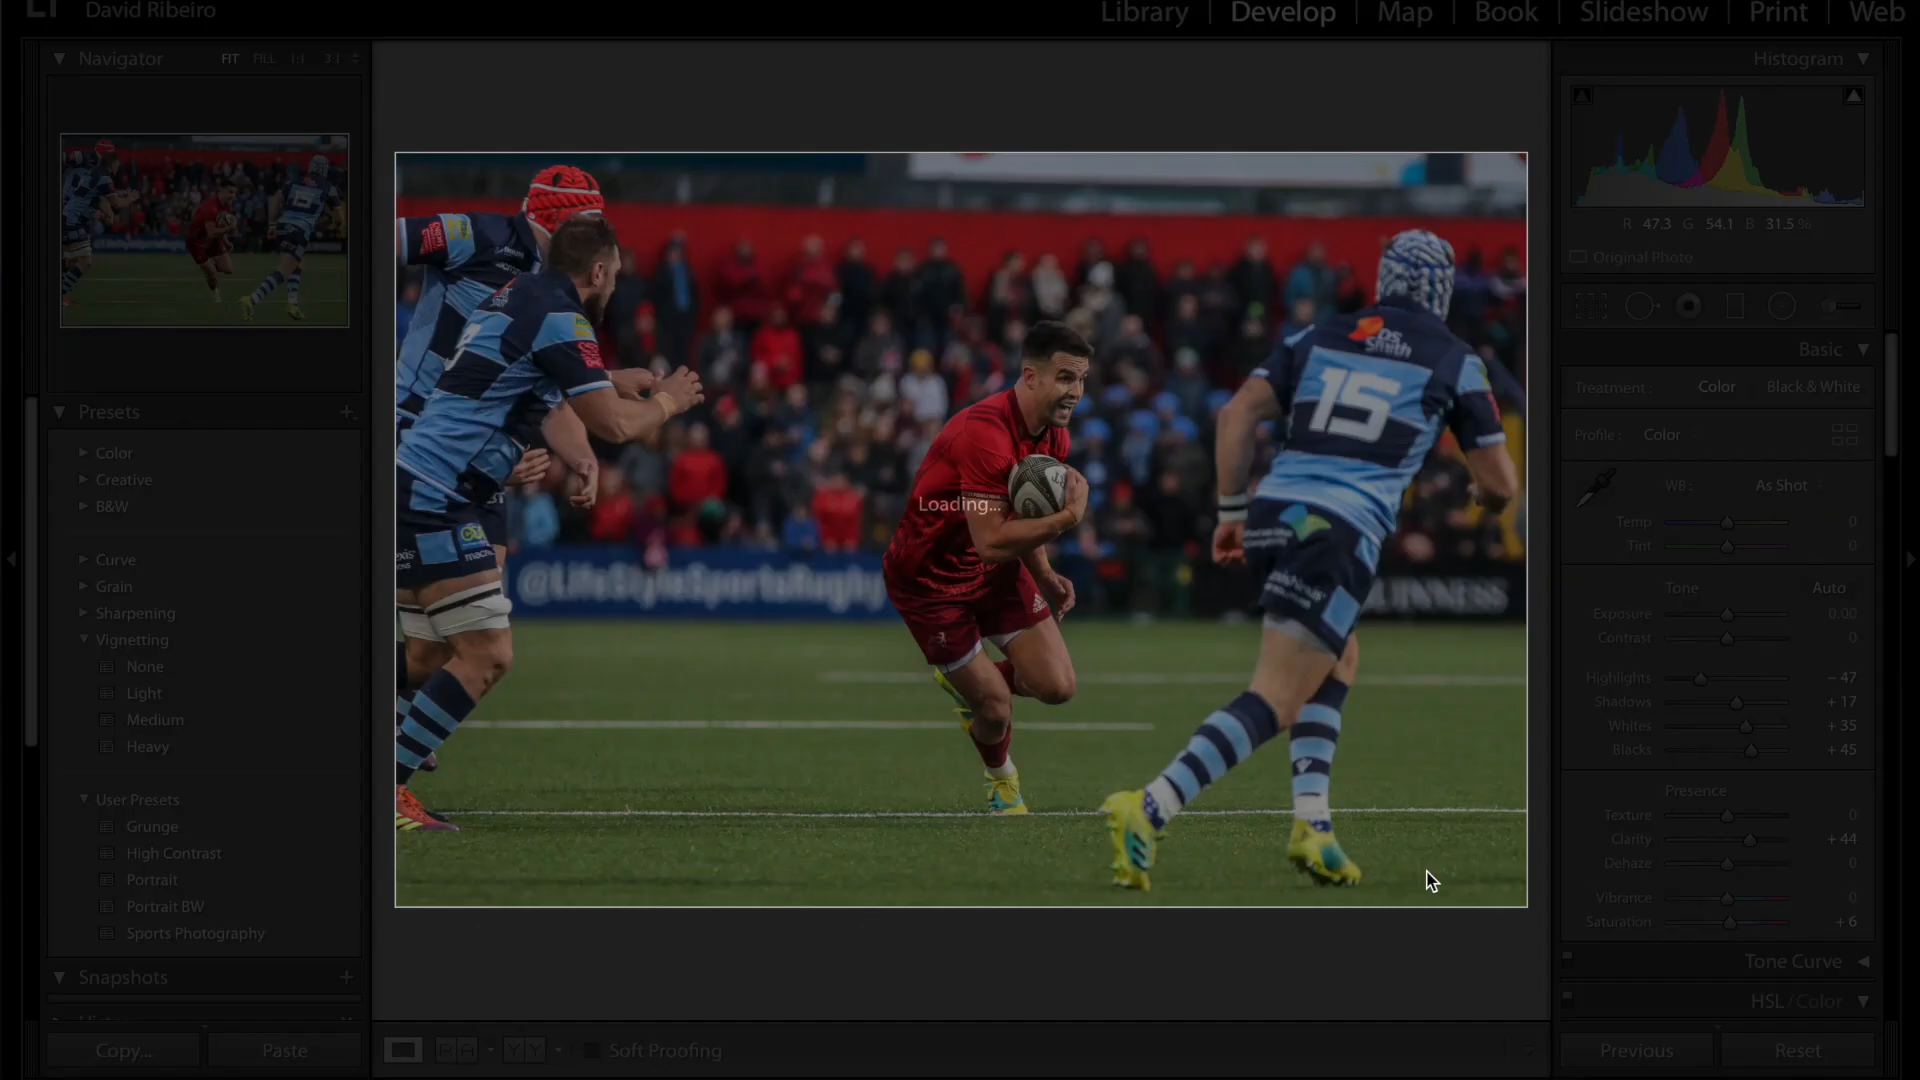 David Ribeiro
Library | Develop | Map | Book | Slideshow | Print | Web
Navigator FIT FILL 1:1 3:1
Histogram
R 47.3 G 54.1 B 31.5 %
Original Photo
Basic
Treatment : Color Black & White
Profile : Color
WB : As Shot
Temp 0
Tint 0
Tone Auto
Exposure 0.00
Contrast 0
Highlights − 47
Shadows + 17
Whites + 35
Blacks + 45
Presence
Texture 0
Clarity + 44
Dehaze 0
Vibrance 0
Saturation + 6
Tone Curve
HSL / Color
Previous Reset
Presets
Color
Creative
B&W
Curve
Grain
Sharpening
Vignetting
None
Light
Medium
Heavy
User Presets
Grunge
High Contrast
Portrait
Portrait BW
Sports Photography
Snapshots
Copy... Paste
Soft Proofing
Loading...
DS
Smith
15
3
@LifeStyleSportsRugby